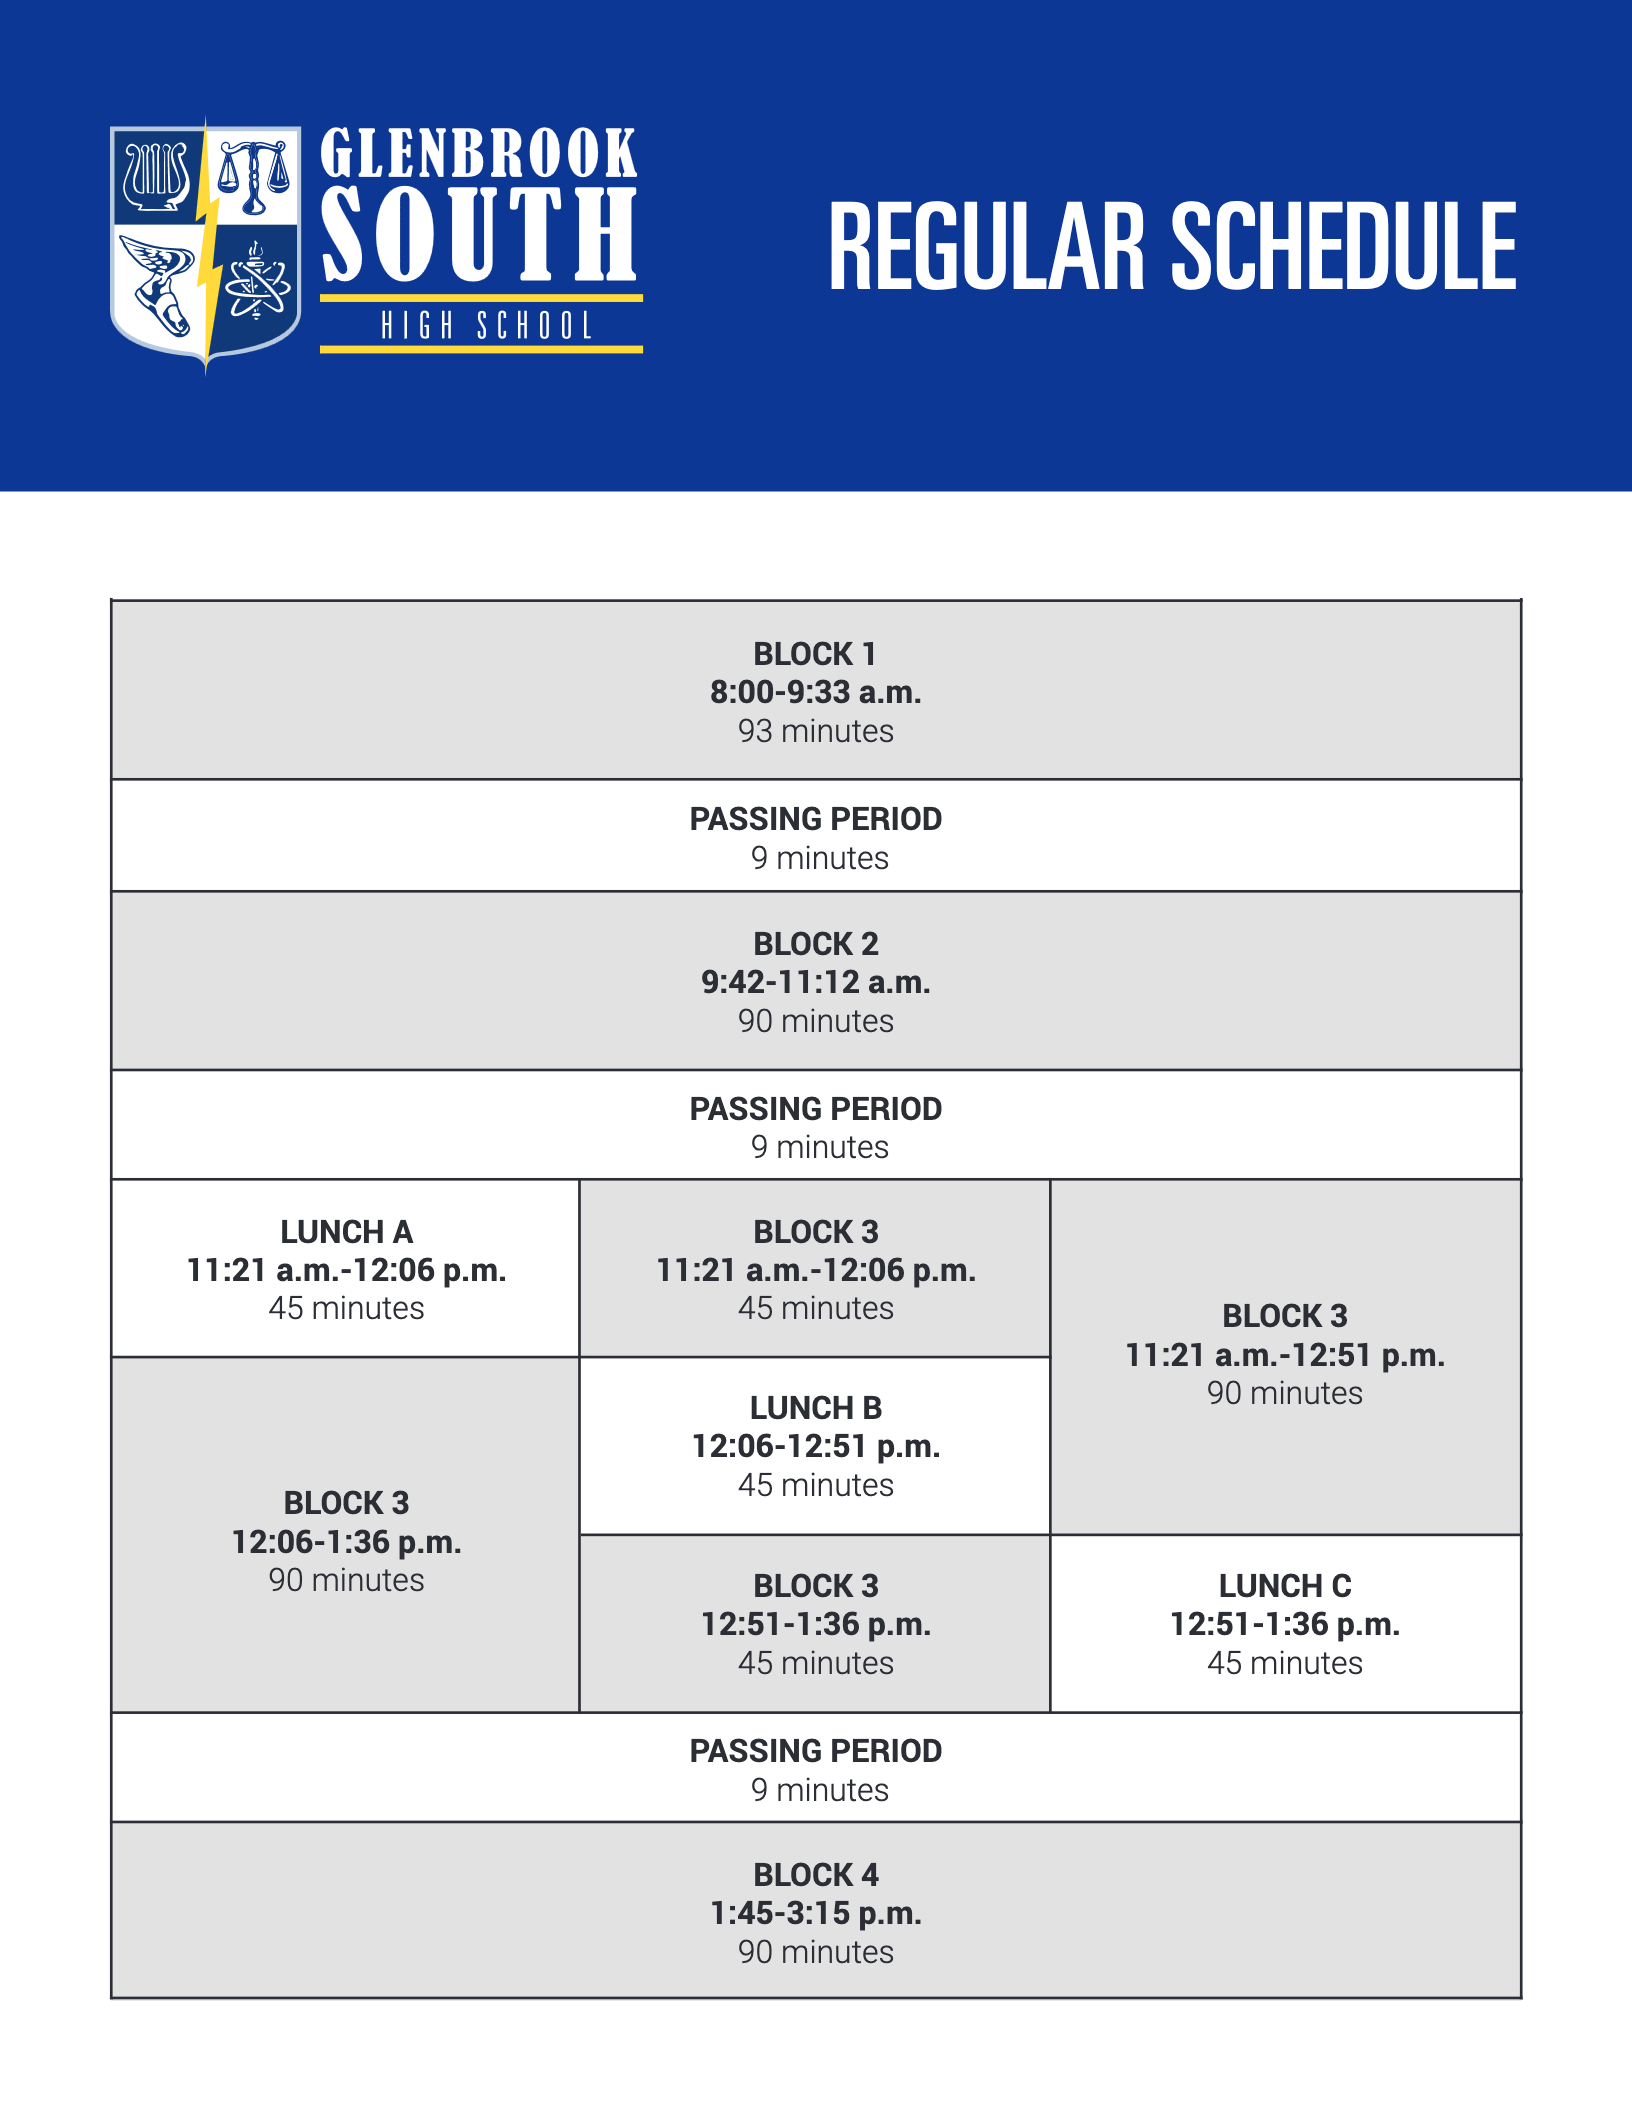 GLENBROOK
SOUTH
HIGH SCHOOL
REGULAR SCHEDULE
BLOCK 1
8:00-9:33 a.m.
93 minutes
PASSING PERIOD
9 minutes
BLOCK 2
9:42-11:12 a.m.
90 minutes
PASSING PERIOD
9 minutes
LUNCH A
11:21 a.m.-12:06 p.m.
45 minutes
BLOCK 3
12:06-1:36 p.m.
90 minutes
BLOCK 3
11:21 a.m.-12:06 p.m.
45 minutes
LUNCH B
12:06-12:51 p.m.
45 minutes
BLOCK 3
12:51-1:36 p.m.
45 minutes
BLOCK 3
11:21 a.m.-12:51 p.m.
90 minutes
LUNCH C
12:51-1:36 p.m.
45 minutes
PASSING PERIOD
9 minutes
BLOCK 4
1:45-3:15 p.m.
90 minutes